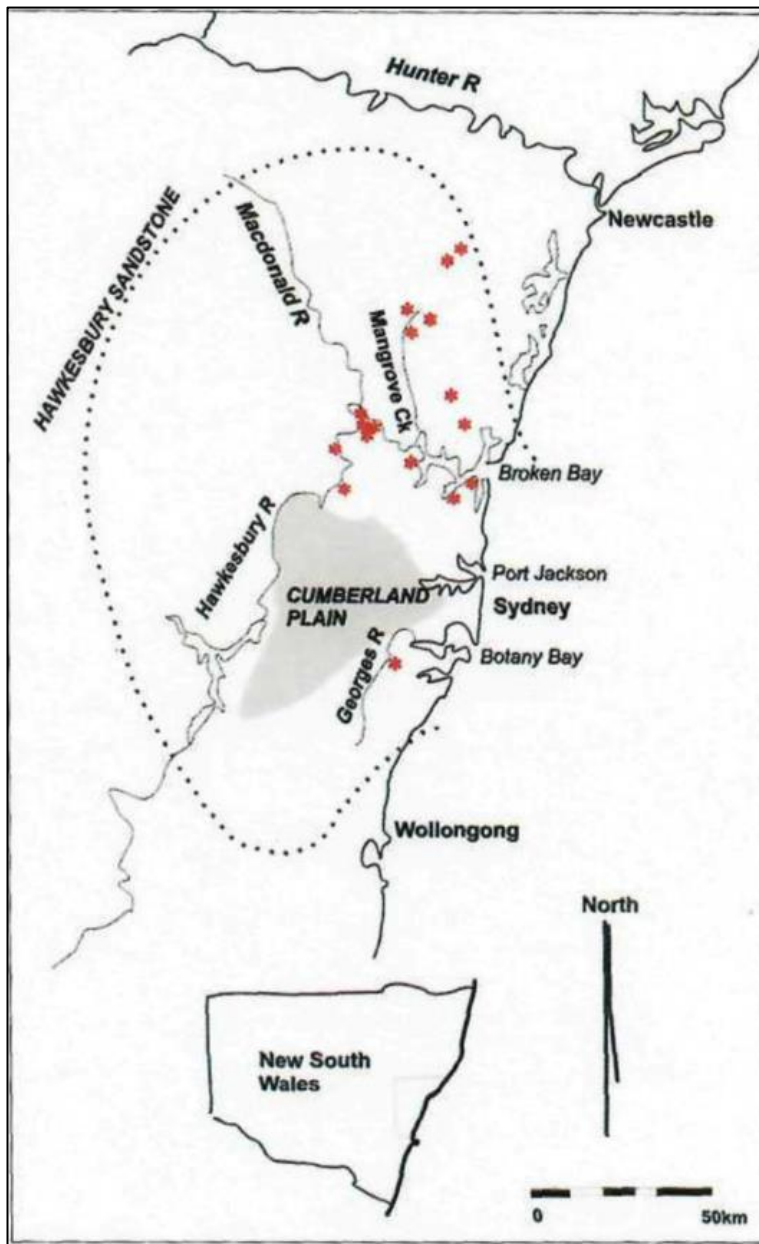 Hunter R
Newcastle
HAWKESBURY SANDSTONE
Macdonald R
Mangrove Ck
Broken Bay
Hawkesbury R
Port Jackson
CUMBERLAND
PLAIN
Sydney
Georges R
Botany Bay
Wollongong
North
New South
Wales
0
50km